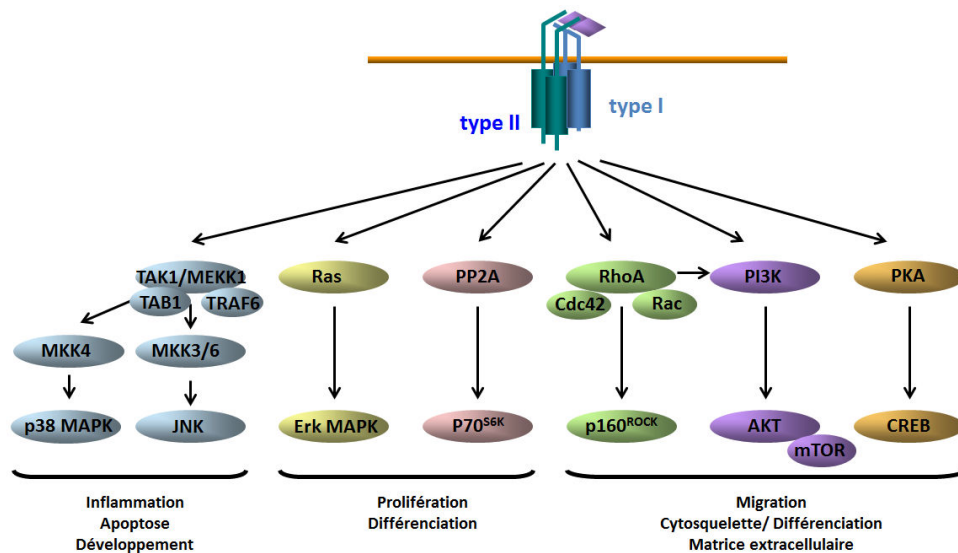 type II
type I
TAK1/MEKK1
TAB1
TRAF6
Ras
PP2A
RhoA
Cdc42
Rac
PI3K
PKA
MKK4
MKK3/6
p38 MAPK
JNK
Erk MAPK
P70S6K
p160ROCK
AKT
mTOR
CREB
Inflammation
Apoptose
Développement
Prolifération
Différenciation
Migration
Cytosquelette/ Différenciation
Matrice extracellulaire